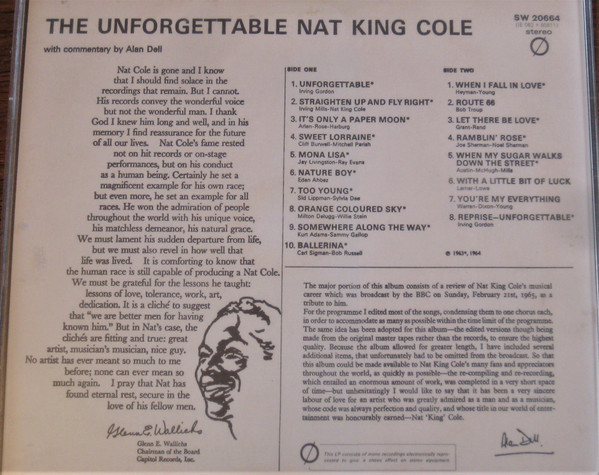 THE UNFORGETTABLE NAT KING COLE
with commentary by Alan Dell
SW 20664
stereo
Nat Cole is gone and I know
that I should find solace in the
recordings that remain. But I cannot.
His records convey the wonderful voice
but not the wonderful man. I thank
God I knew him long and well, and in his
memory I find reassurance for the future
of all our lives. Nat Cole's fame rested
not on hit records or on-stage
performances, but on his conduct
as a human being. Certainly he set a
magnificent example for his own race;
but even more, he set an example for all
races. He won the admiration of people
throughout the world with his unique voice,
his matchless demeanor, his natural grace.
We must lament his sudden departure from life,
but we must also revel in how well that
life was lived. It is comforting to know that
the human race is still capable of producing a Nat Cole.
We must be grateful for the lessons he taught:
lessons of love, tolerance, work, art,
dedication. It is a cliché to suggest
that "we are better men for having
known him." But in Nat's case, the
clichés are fitting and true: great
artist, musician's musician, nice guy.
No artist has ever meant so much to me
before; none can ever mean so
much again. I pray that Nat has
found eternal rest, secure in the
love of his fellow men.
Glenn E. Wallichs
Glenn E. Wallichs
Chairman of the Board
Capitol Records, Inc.
SIDE ONE
1. UNFORGETTABLE*
Irving Gordon
2. STRAIGHTEN UP AND FLY RIGHT*
Irving Mills-Nat King Cole
3. IT'S ONLY A PAPER MOON*
Arlen-Rose-Harburg
4. SWEET LORRAINE*
Cliff Burwell-Mitchell Parish
5. MONA LISA*
Jay Livingston-Ray Evans
6. NATURE BOY*
Eden Ahbez
7. TOO YOUNG*
Sid Lippman-Sylvia Dee
8. ORANGE COLOURED SKY*
Milton Delugg-Willie Stein
9. SOMEWHERE ALONG THE WAY*
Kurt Adams-Sammy Gallop
10. BALLERINA*
Carl Sigman-Bob Russell
SIDE TWO
1. WHEN I FALL IN LOVE*
Heyman-Young
2. ROUTE 66
Bob Troup
3. LET THERE BE LOVE*
Grant-Rand
4. RAMBLIN' ROSE*
Joe Sherman-Noel Sherman
5. WHEN MY SUGAR WALKS
DOWN THE STREET*
Austin-McHugh-Mills
6. WITH A LITTLE BIT OF LUCK
Lerner-Loewe
7. YOU'RE MY EVERYTHING
Warren-Dixon-Young
8. REPRISE—UNFORGETTABLE*
Irving Gordon
℗ 1962*, 1964
The major portion of this album consists of a review of Nat King Cole's musical
career which was broadcast by the BBC on Sunday, February 21st, 1965, as a
tribute to him.
For the programme I edited most of the songs, condensing them to one chorus each,
in order to accommodate as many as possible within the time limit of the programme.
The same idea has been adopted for this album—the edited versions though being
made from the original master tapes rather than the records, to ensure the highest
quality. Because the album allowed for greater length, I have included several
additional items, that unfortunately had to be omitted from the broadcast. So that
this album could be made available to Nat King Cole's many fans and appreciators
throughout the world, as quickly as possible—the re-compiling and re-recording,
which entailed an enormous amount of work, was completed in a very short space
of time—but unhesitatingly I would like to say that it has been a very sincere
labour of love for an artist who was greatly admired as a man and as a musician,
whose code was always perfection and quality, and whose title in our world of enter-
tainment was honourably earned—Nat 'King' Cole.
Alan Dell.